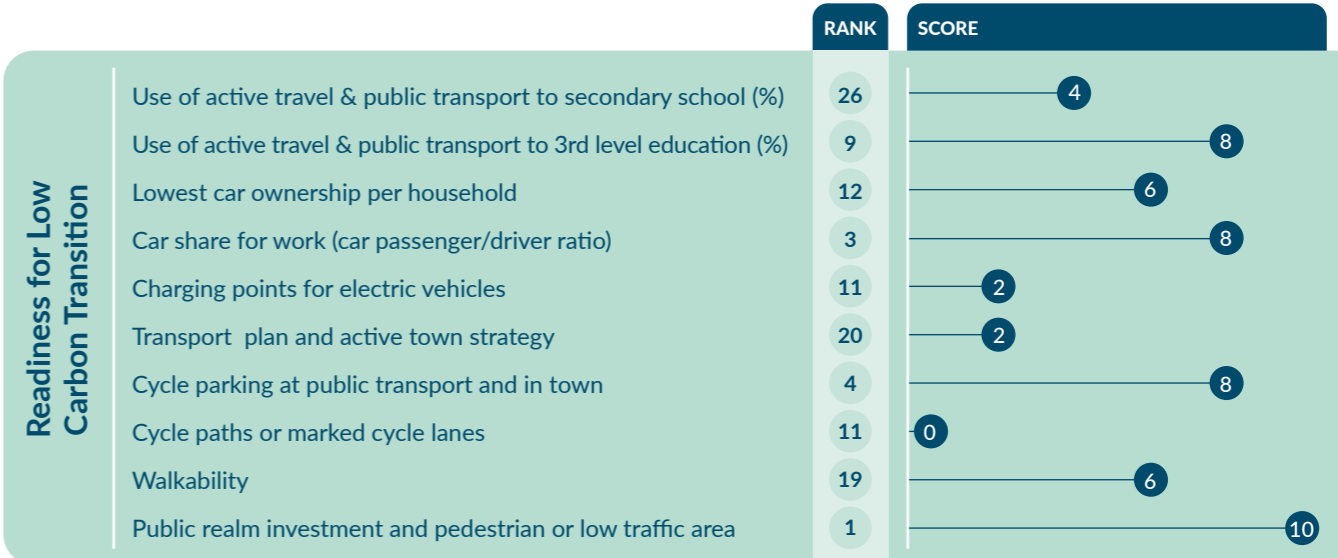 RANK SCORE
Readiness for Low
Carbon Transition
Use of active travel & public transport to secondary school (%) 26 4
Use of active travel & public transport to 3rd level education (%) 9 8
Lowest car ownership per household 12 6
Car share for work (car passenger/driver ratio) 3 8
Charging points for electric vehicles 11 2
Transport plan and active town strategy 20 2
Cycle parking at public transport and in town 4 8
Cycle paths or marked cycle lanes 11 0
Walkability 19 6
Public realm investment and pedestrian or low traffic area 1 10